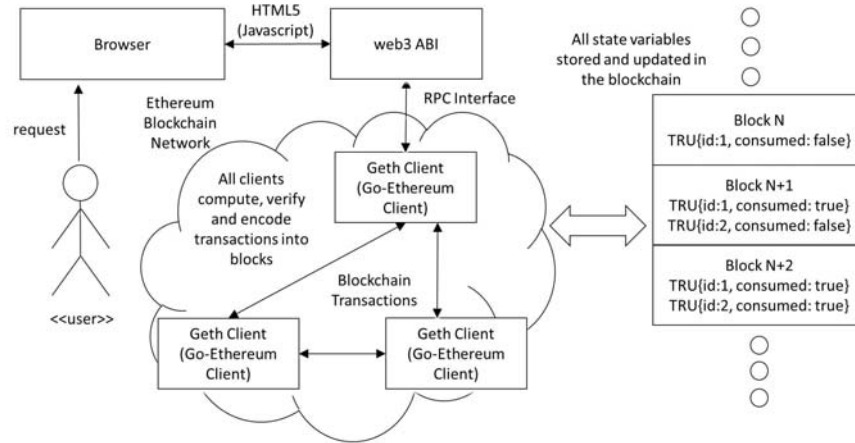 HTML5
(Javascript)
Browser
web3 ABI
All state variables
stored and updated in
the blockchain
RPC Interface
request
Ethereum
Blockchain
Network
Block N
TRU{id:1, consumed: false}
Geth Client
(Go-Ethereum
Client)
All clients
compute, verify
and encode
transactions into
blocks
Block N+1
TRU{id:1, consumed: true}
TRU{id:2, consumed: false}
Blockchain
Transactions
Block N+2
TRU{id:1, consumed: true}
TRU{id:2, consumed: true}
<<user>>
Geth Client
(Go-Ethereum
Client)
Geth Client
(Go-Ethereum
Client)